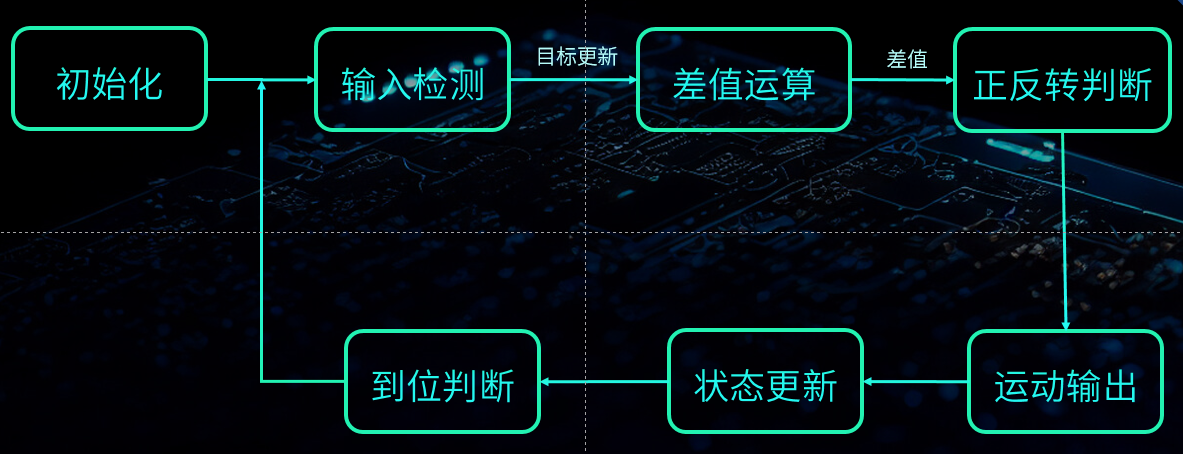 初始化
输入检测
目标更新
差值运算
差值
正反转判断
到位判断
状态更新
运动输出